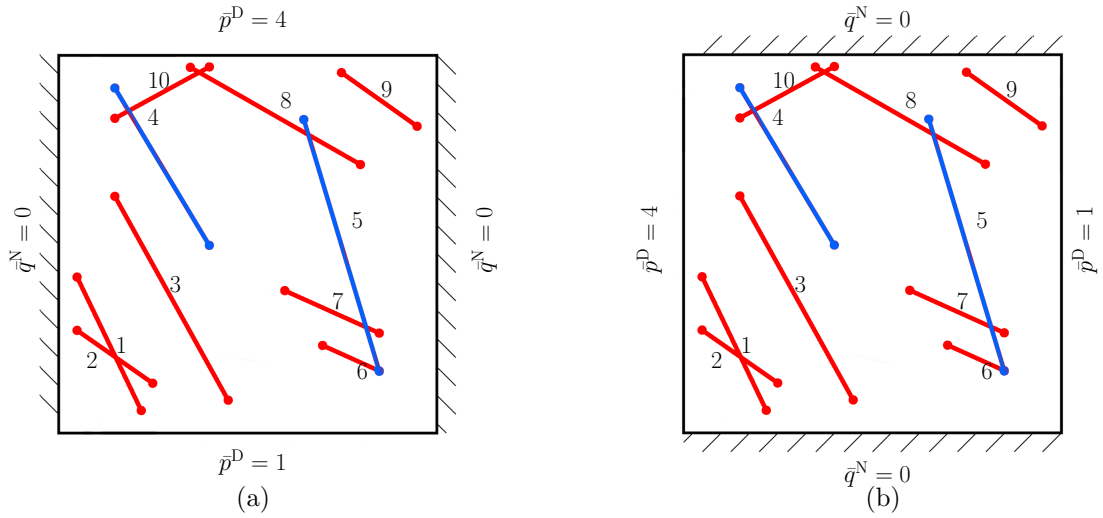 p̄ᴰ = 4
q̄ᴺ = 0
10
9
8
4
5
q̄ᴺ = 0
q̄ᴺ = 0
3
7
1
2
6
p̄ᴰ = 1
(a)
q̄ᴺ = 0
10
9
8
4
5
p̄ᴰ = 4
p̄ᴰ = 1
3
7
1
2
6
q̄ᴺ = 0
(b)